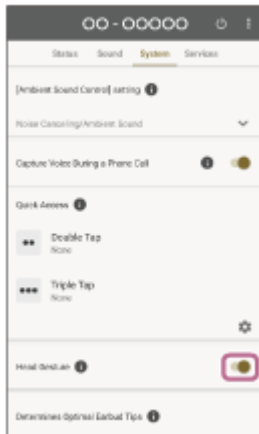 OO-OOOOO
Status Sound System Services
[Ambient Sound Control] setting
Noise Canceling/Ambient Sound
Capture Voice During a Phone Call
Quick Access
Double Tap
None
Triple Tap
None
Head Gesture
Determines Optimal Earbud Tips